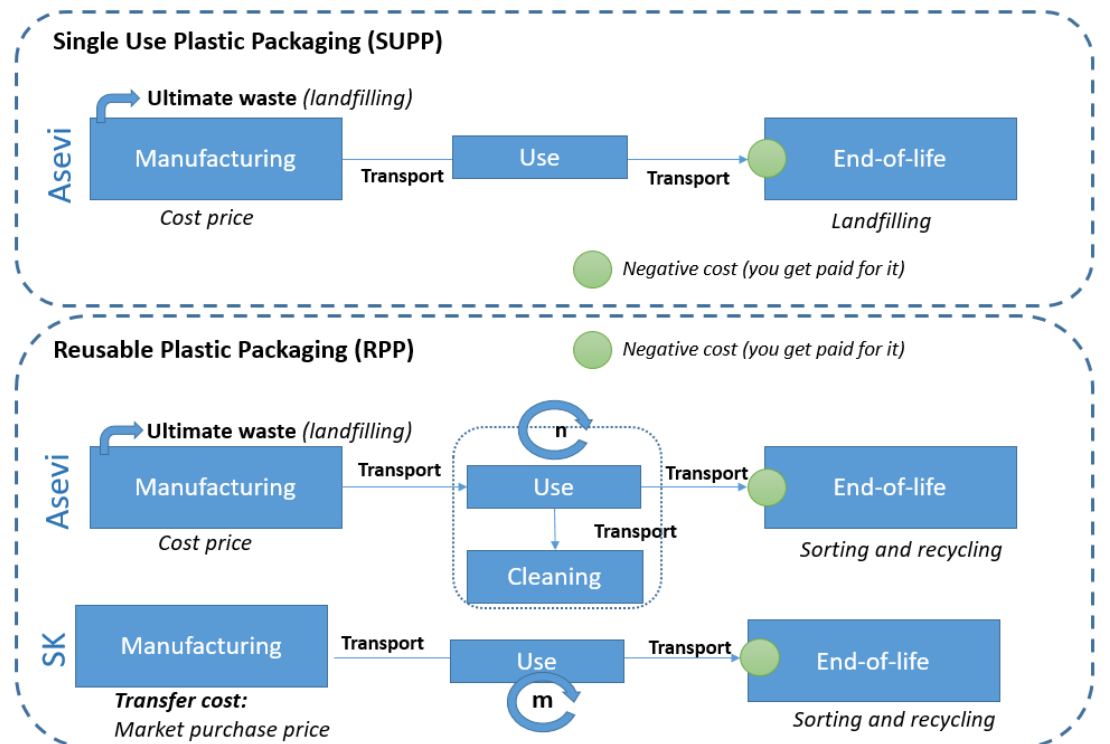 Single Use Plastic Packaging (SUPP)
Ultimate waste (landfilling)
Asevi
Manufacturing
Transport
Use
Transport
End-of-life
Cost price
Landfilling
Negative cost (you get paid for it)
Reusable Plastic Packaging (RPP)
Negative cost (you get paid for it)
Ultimate waste (landfilling)
n
Asevi
Manufacturing
Transport
Use
Transport
End-of-life
Transport
Cost price
Sorting and recycling
Cleaning
SK
Manufacturing
Transport
Use
Transport
End-of-life
m
Transfer cost:
Market purchase price
Sorting and recycling